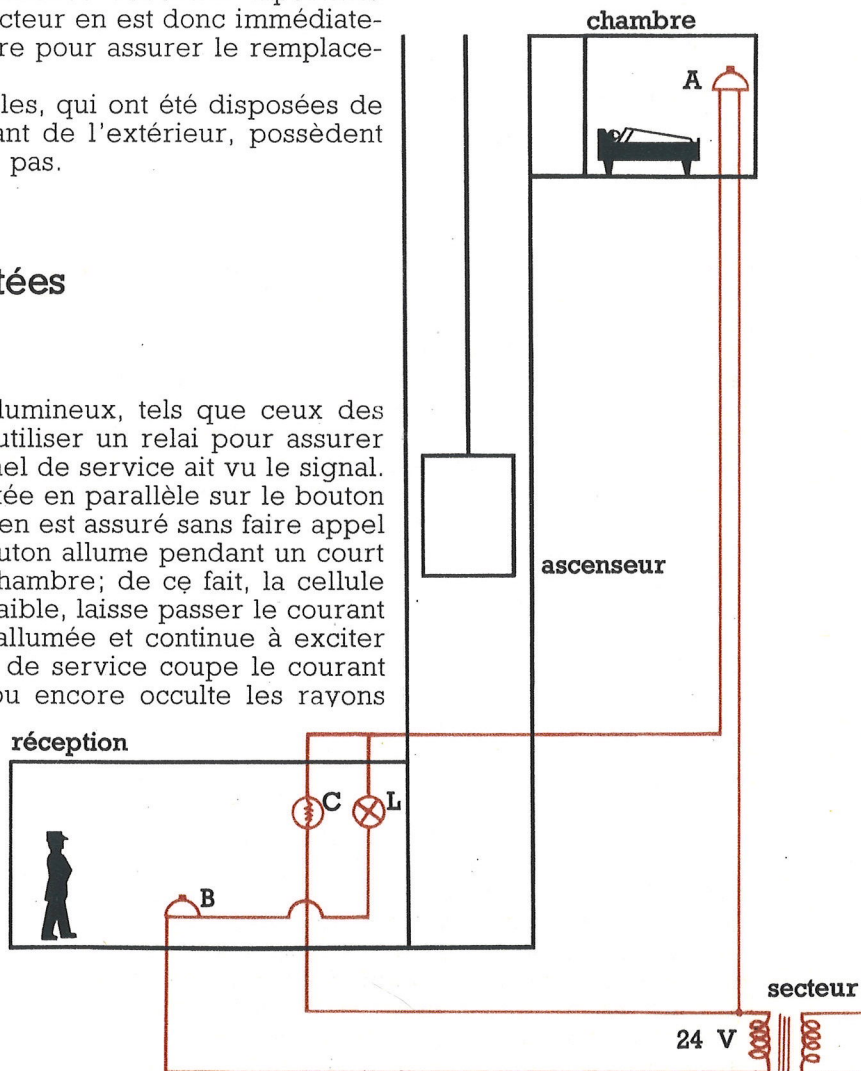 cteur en est donc immédiate-
re pour assurer le remplace-
les, qui ont été disposées de
ant de l'extérieur, possèdent
pas.
tées
lumineux, tels que ceux des
utiliser un relai pour assurer
nel de service ait vu le signal.
tée en parallèle sur le bouton
en est assuré sans faire appel
uton allume pendant un court
hambre; de ce fait, la cellule
aible, laisse passer le courant
allumée et continue à exciter
de service coupe le courant
ou encore occulte les rayons
chambre
A
ascenseur
réception
C
L
B
secteur
24 V